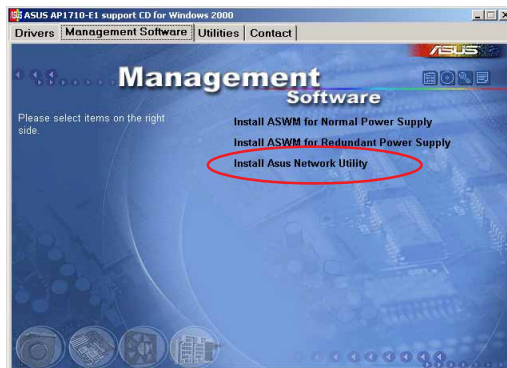 ASUS AP1710-E1 support CD for Windows 2000
Drivers Management Software Utilities Contact
ASUS
Management
Software
Please select items on the right
side.
Install ASWM for Normal Power Supply
Install ASWM for Redundant Power Supply
Install Asus Network Utility